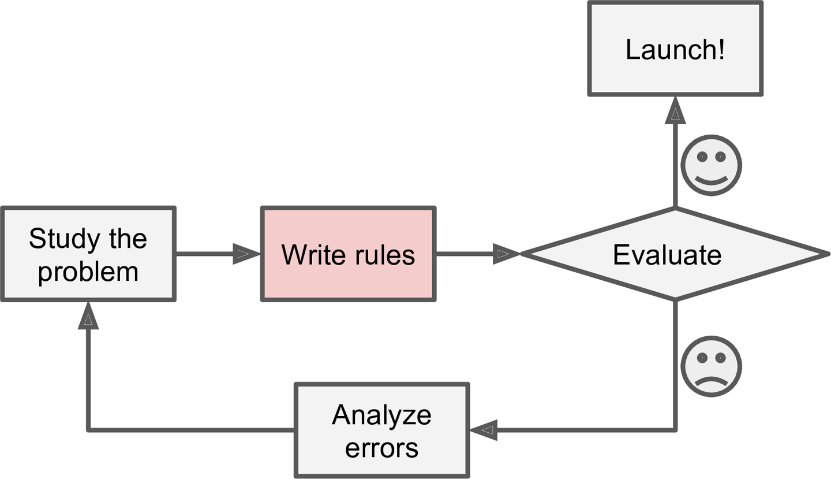 Launch!
Study the
problem
Write rules
Evaluate
Analyze
errors